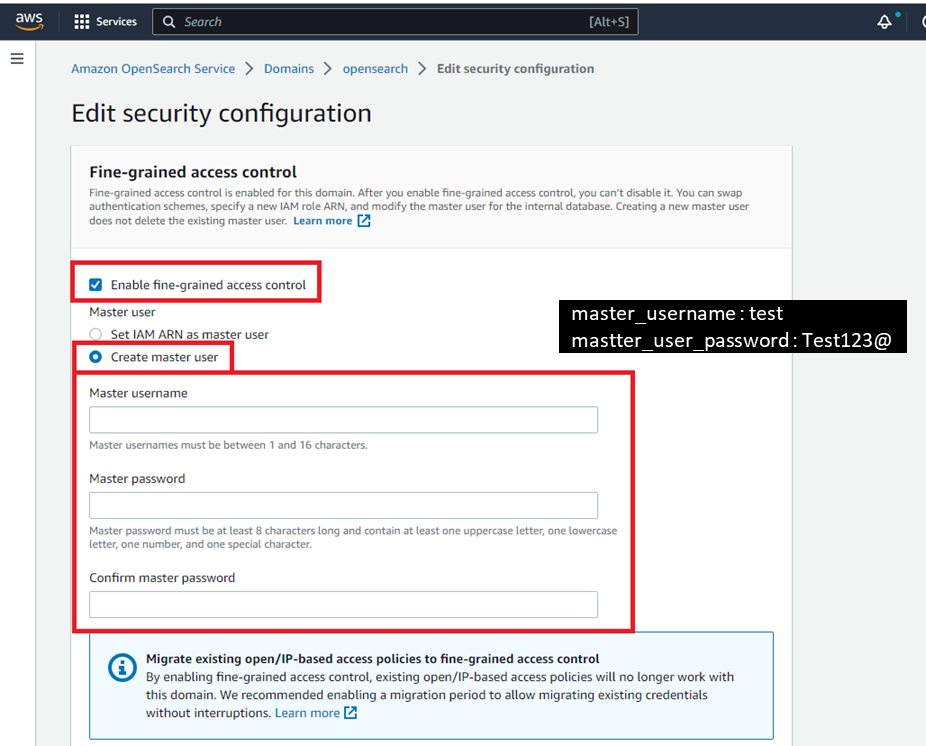 aws
Services
Search
[Alt+S]
Amazon OpenSearch Service > Domains > opensearch > Edit security configuration
Edit security configuration
Fine-grained access control
Fine-grained access control is enabled for this domain. After you enable fine-grained access control, you can't disable it. You can swap
authentication schemes, specify a new IAM role ARN, and modify the master user for the internal database. Creating a new master user
does not delete the existing master user. Learn more
Enable fine-grained access control
Master user
Set IAM ARN as master user
Create master user
master_username : test
mastter_user_password : Test123@
Master username
Master usernames must be between 1 and 16 characters.
Master password
Master password must be at least 8 characters long and contain at least one uppercase letter, one lowercase
letter, one number, and one special character.
Confirm master password
Migrate existing open/IP-based access policies to fine-grained access control
By enabling fine-grained access control, existing open/IP-based access policies will no longer work with
this domain. We recommended enabling a migration period to allow migrating existing credentials
without interruptions. Learn more